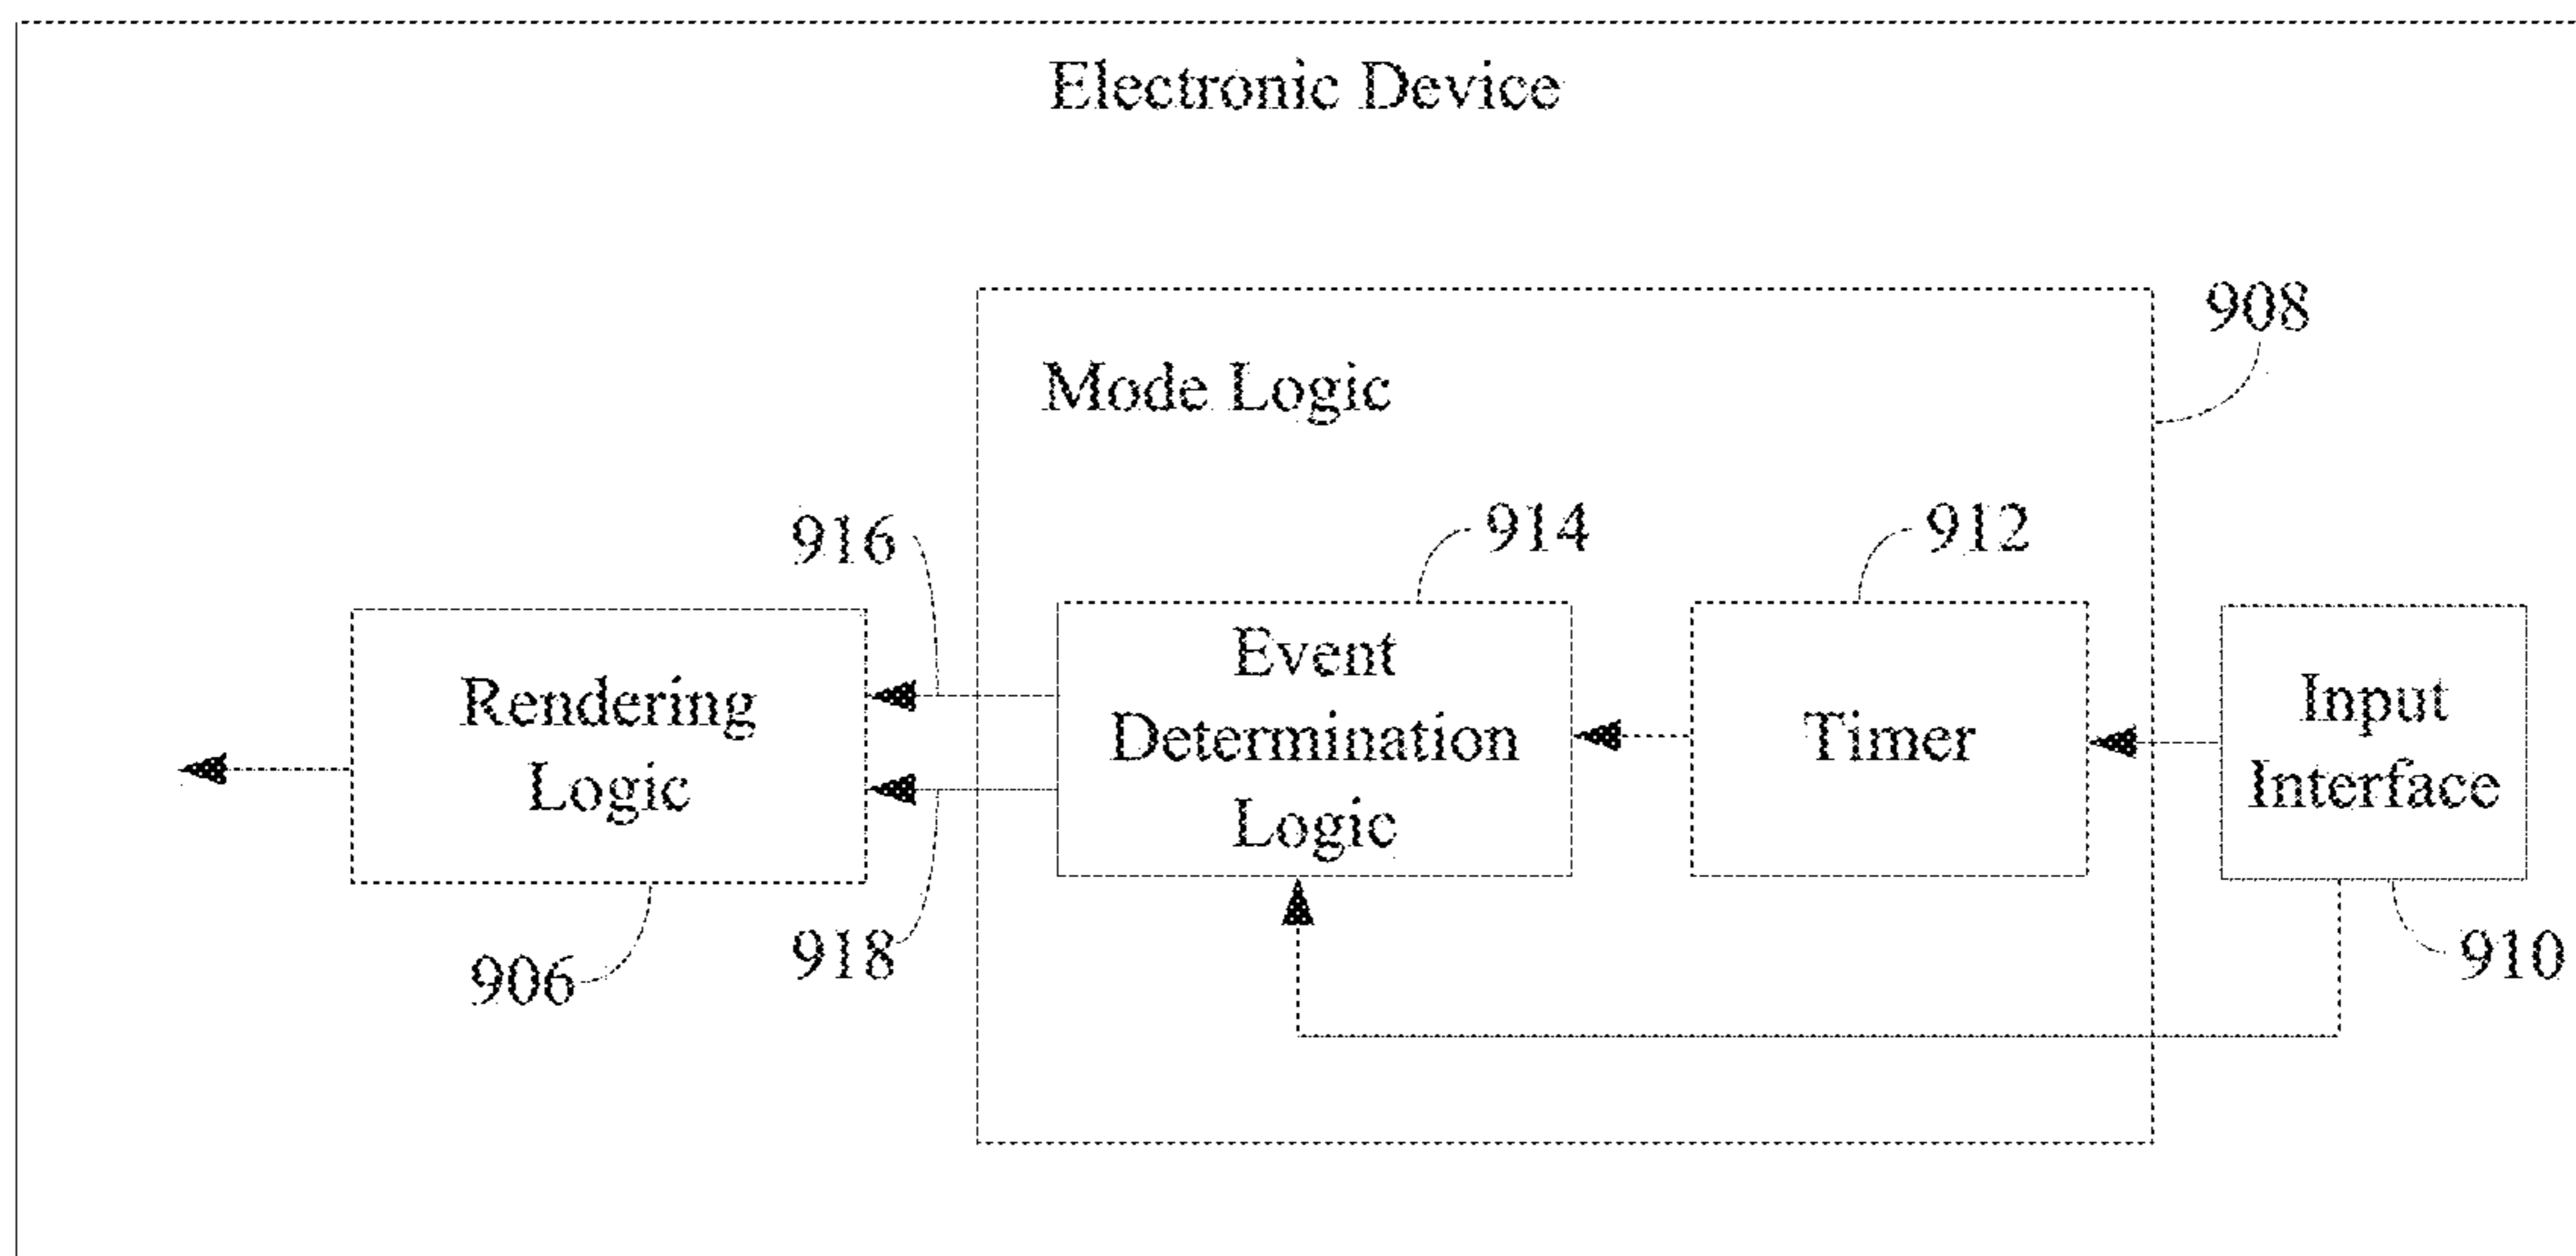 Electronic Device
908
Mode Logic
916
914
912
Rendering
Logic
Event
Determination
Logic
Timer
Input
Interface
906
918
910